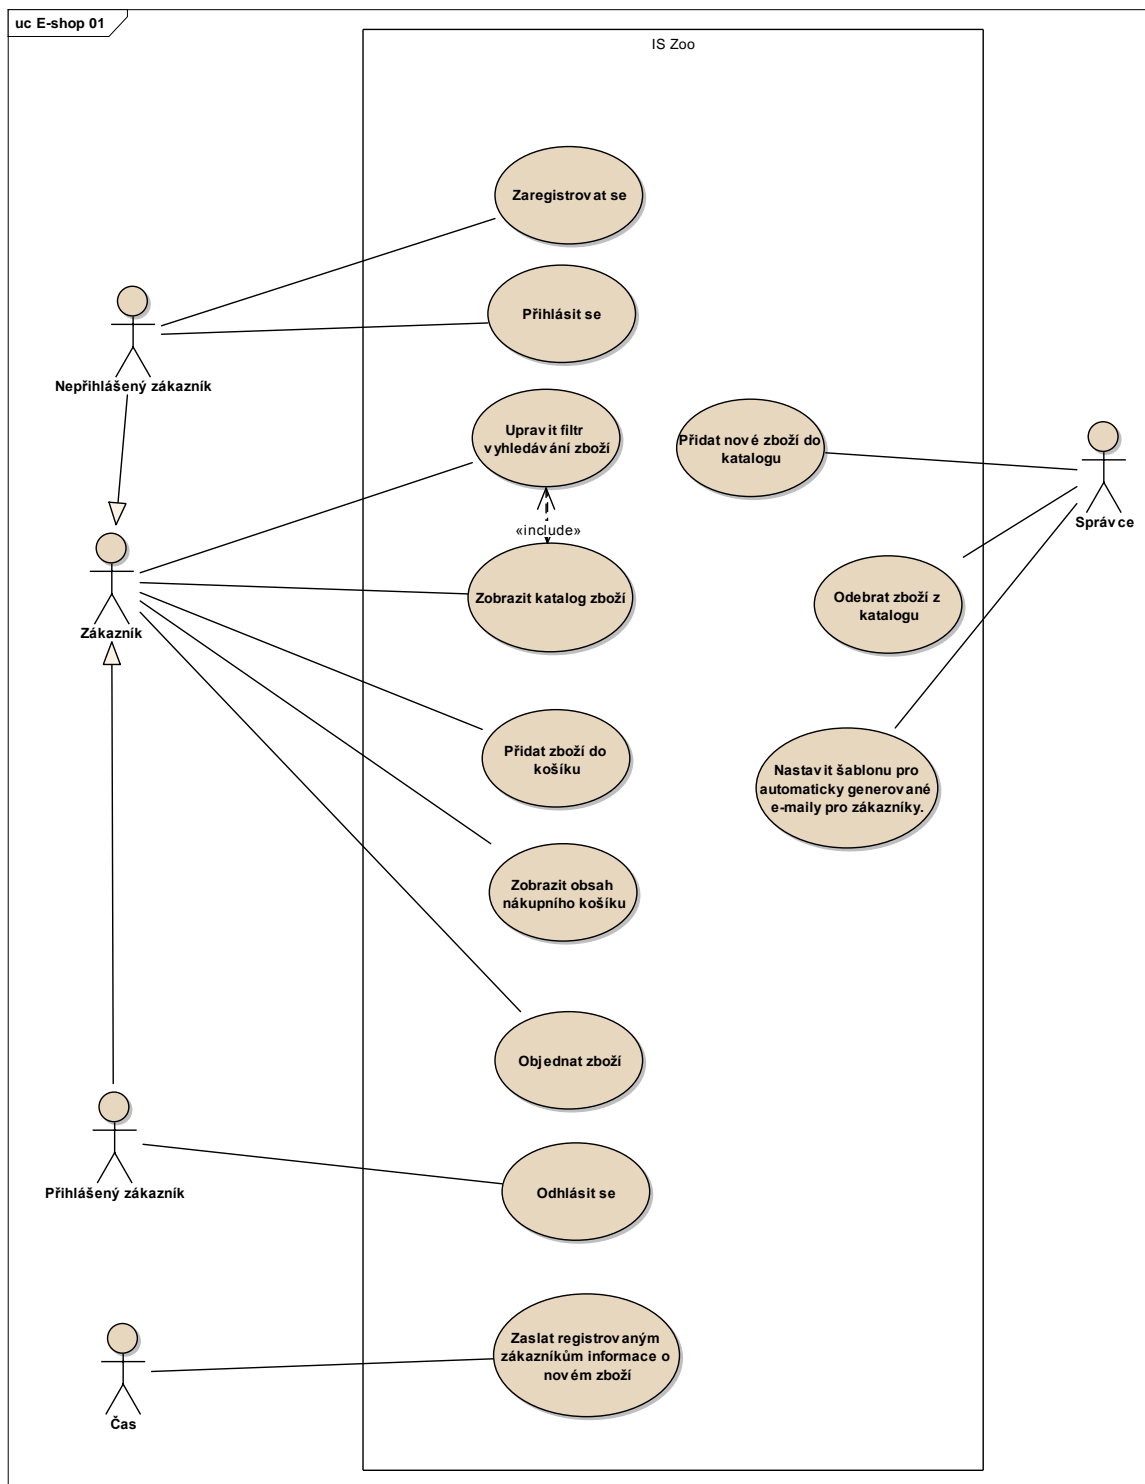 uc E-shop 01
IS Zoo
Zaregistrovat se
Přihlásit se
Nepřihlášený zákazník
Upravit filtr
vyhledávání zboží
Přidat nové zboží do
katalogu
Správce
«include»
Zobrazit katalog zboží
Odebrat zboží z
katalogu
Zákazník
Přidat zboží do
košíku
Nastavit šablonu pro
automaticky generované
e-maily pro zákazníky.
Zobrazit obsah
nákupního košíku
Objednat zboží
Přihlášený zákazník
Odhlásit se
Zaslat registrovaným
zákazníkům informace o
novém zboží
Čas